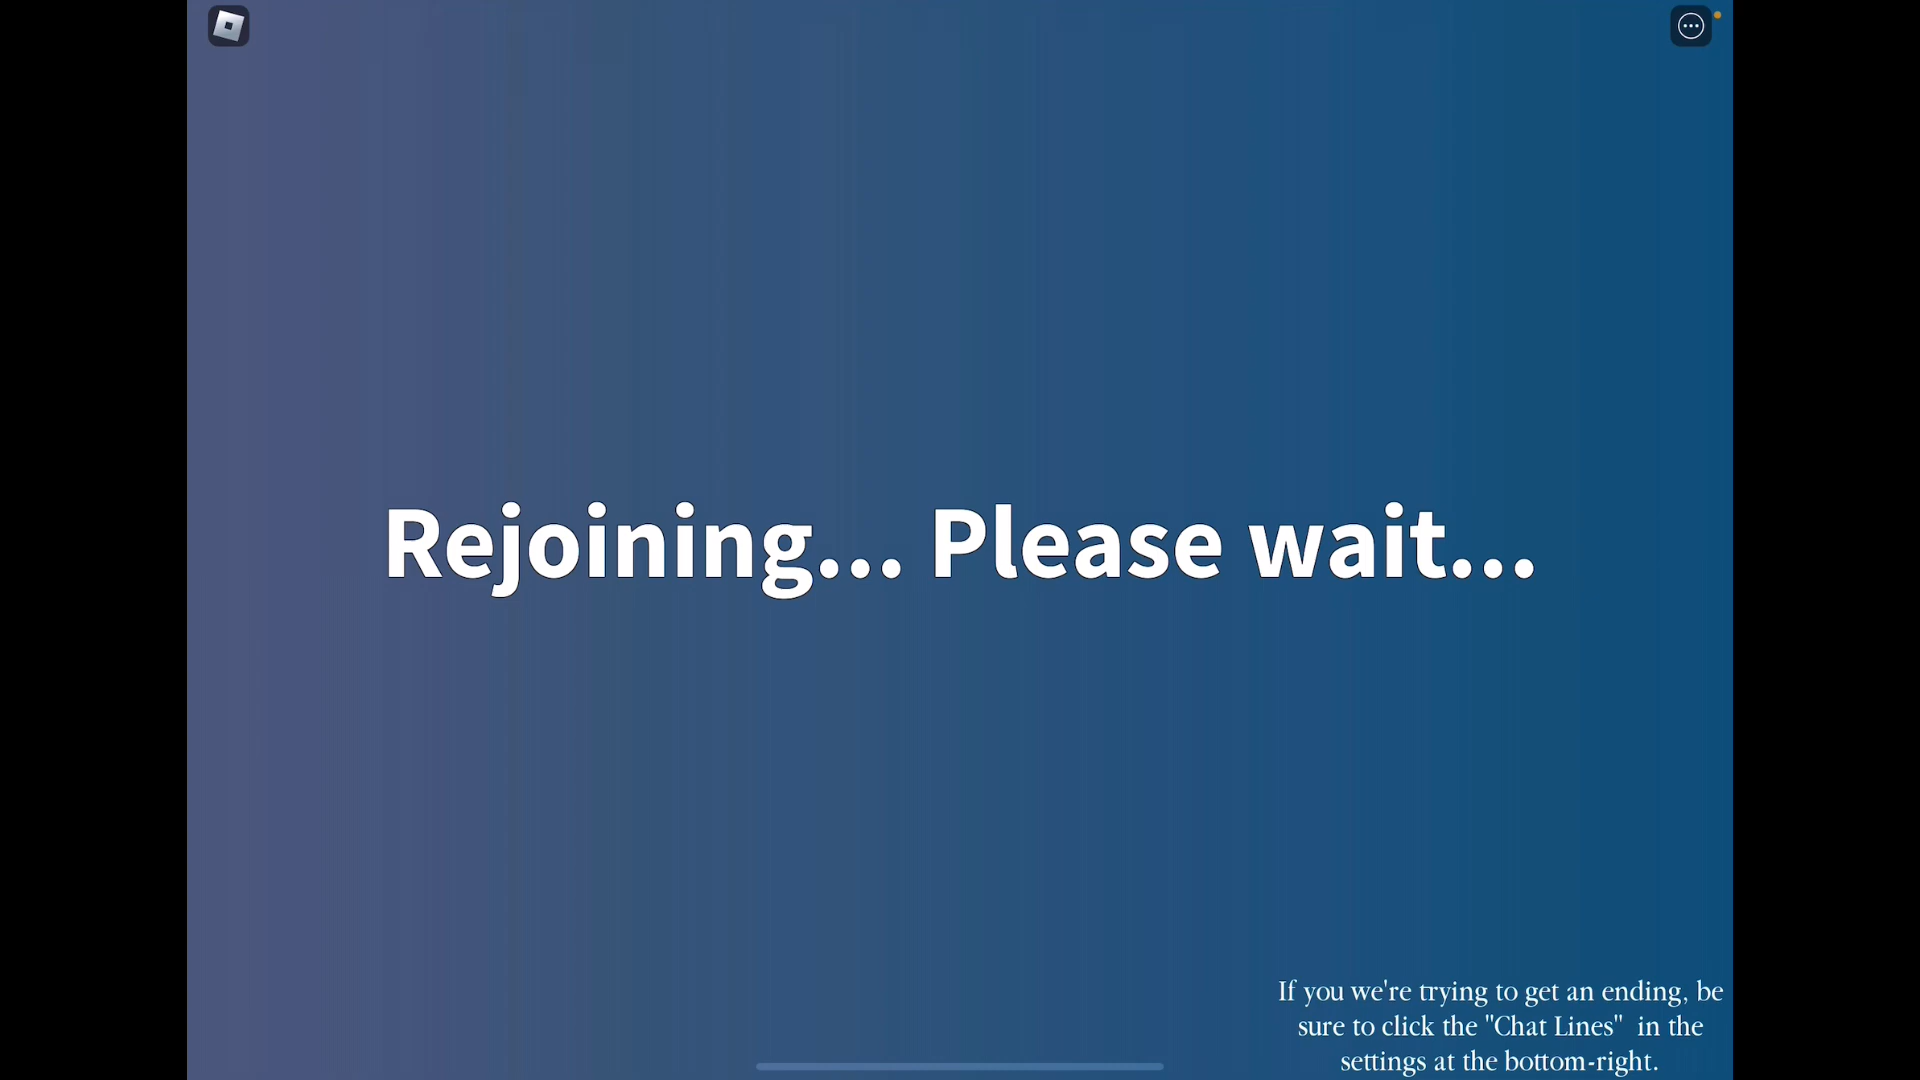 Rejoining... Please wait...
If you we're trying to get an ending, be
sure to click the "Chat Lines"  in the
settings at the bottom-right.